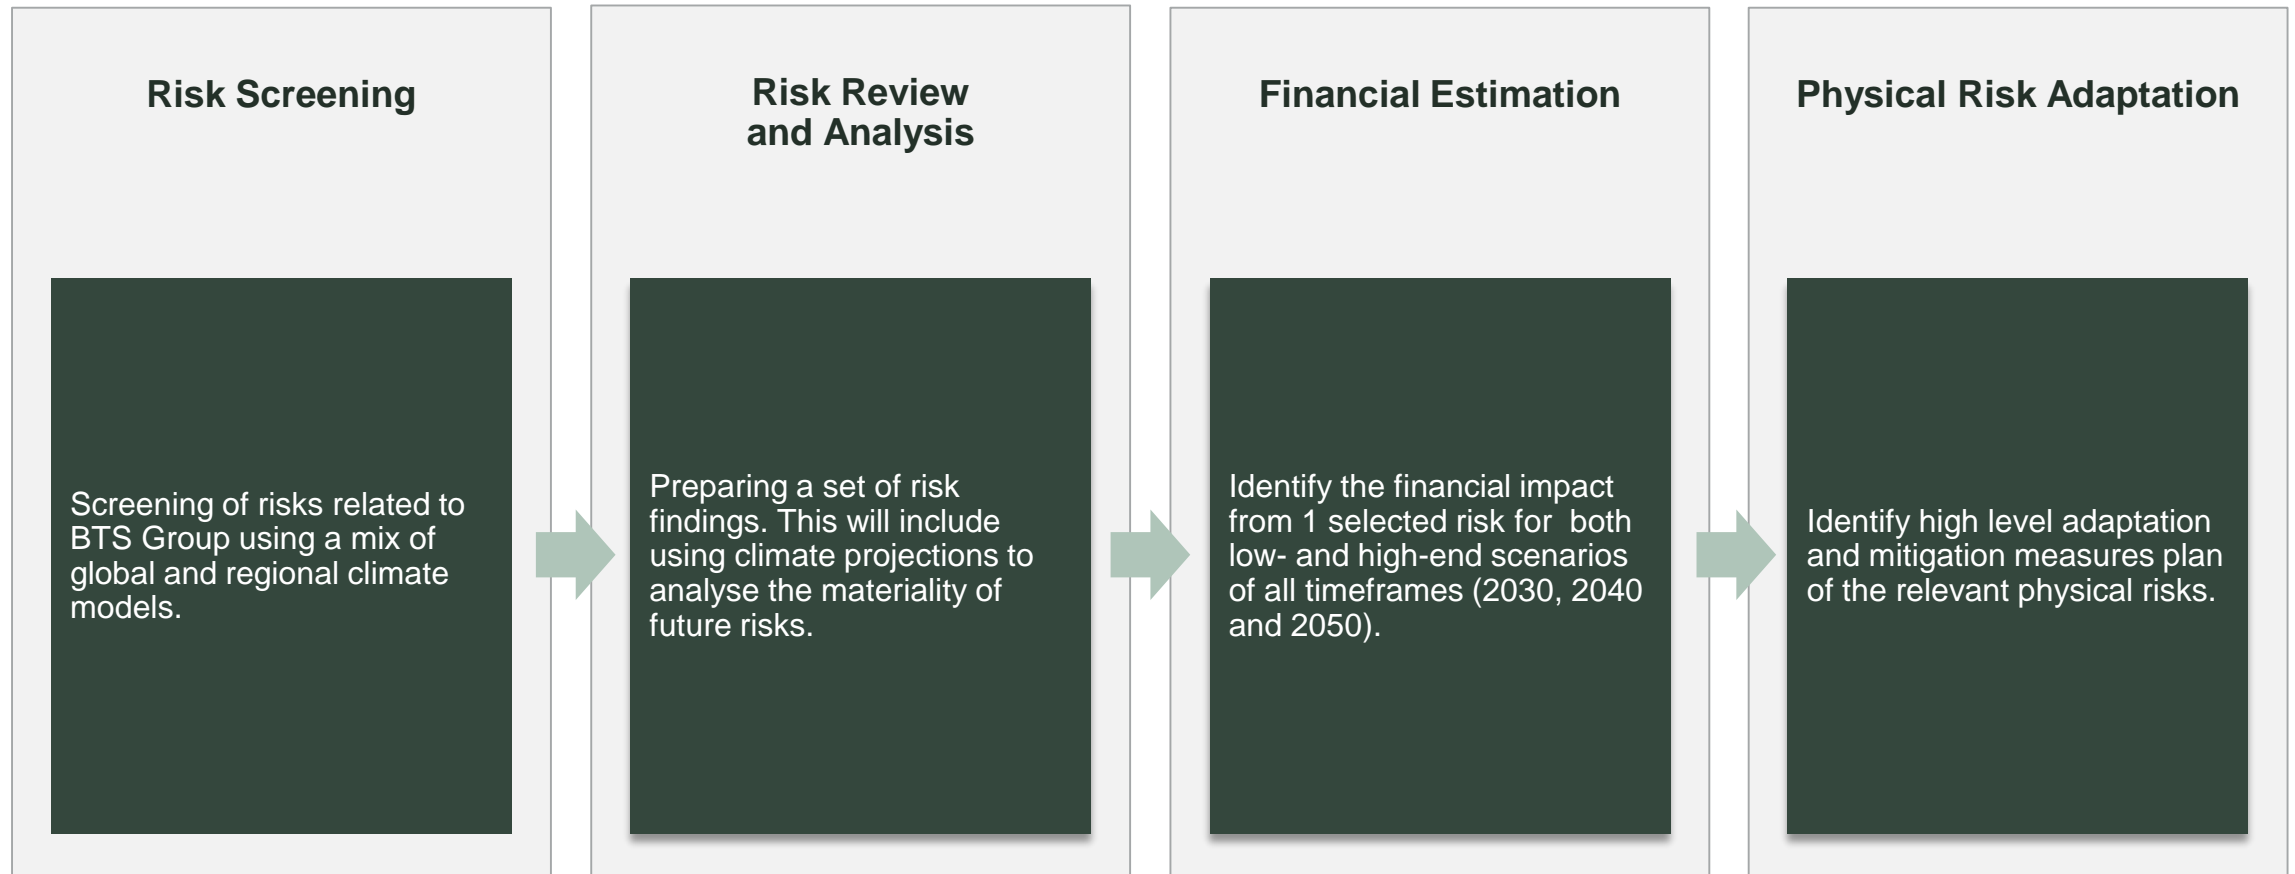 Risk Screening
Screening of risks related to
BTS Group using a mix of
global and regional climate
models.
Risk Review
and Analysis
Preparing a set of risk
findings. This will include
using climate projections to
analyse the materiality of
future risks.
Financial Estimation
Identify the financial impact
from 1 selected risk for  both
low- and high-end scenarios
of all timeframes (2030, 2040
and 2050).
Physical Risk Adaptation
Identify high level adaptation
and mitigation measures plan
of the relevant physical risks.